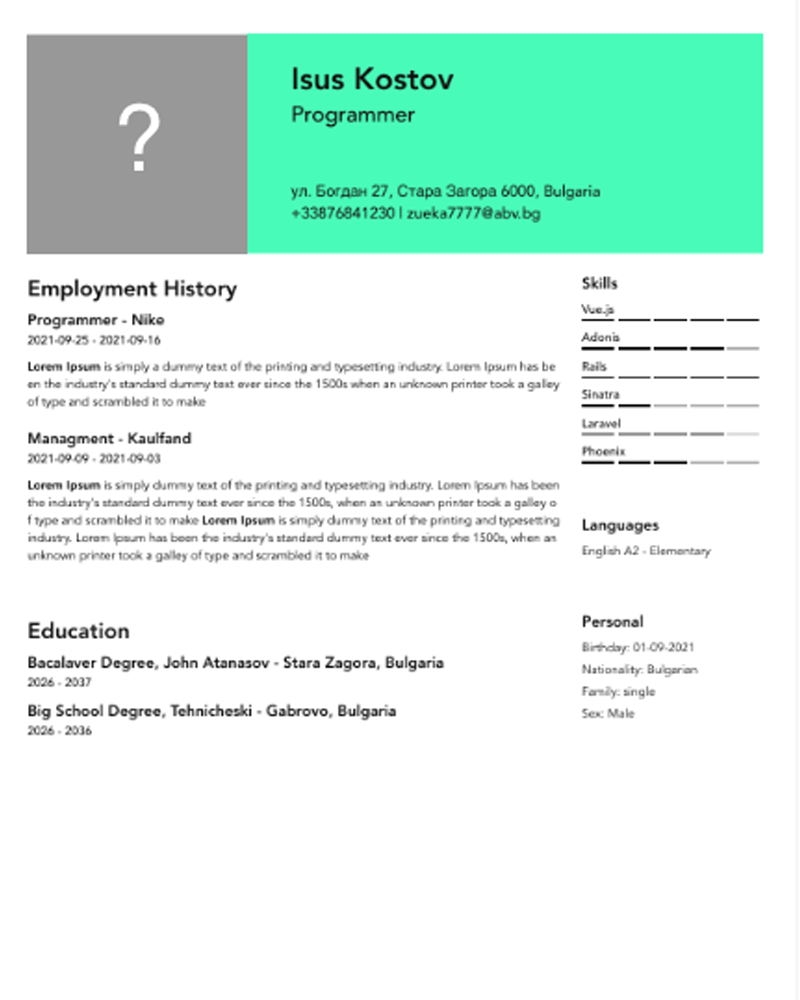 ?
Isus Kostov
Programmer
ул. Богдан 27, Стара Загора 6000, Bulgaria
+33876841230 | zueka7777@abv.bg
Employment History
Programmer - Nike
2021-09-25 - 2021-09-16
Lorem Ipsum is simply a dummy text of the printing and typesetting industry. Lorem Ipsum has be
en the industry's standard dummy text ever since the 1500s when an unknown printer took a galley
of type and scrambled it to make
Managment - Kaulfand
2021-09-09 - 2021-09-03
Lorem Ipsum is simply dummy text of the printing and typesetting industry. Lorem Ipsum has been
the industry's standard dummy text ever since the 1500s, when an unknown printer took a galley o
f type and scrambled it to make Lorem Ipsum is simply dummy text of the printing and typesetting
industry. Lorem Ipsum has been the industry's standard dummy text ever since the 1500s, when an
unknown printer took a galley of type and scrambled it to make
Education
Bacalaver Degree, John Atanasov - Stara Zagora, Bulgaria
2026 - 2037
Big School Degree, Tehnicheski - Gabrovo, Bulgaria
2026 - 2036
Skills
Vue.js
Adonis
Rails
Sinatra
Laravel
Phoenix
Languages
English A2 - Elementary
Personal
Birthday: 01-09-2021
Nationality: Bulgarian
Family: single
Sex: Male